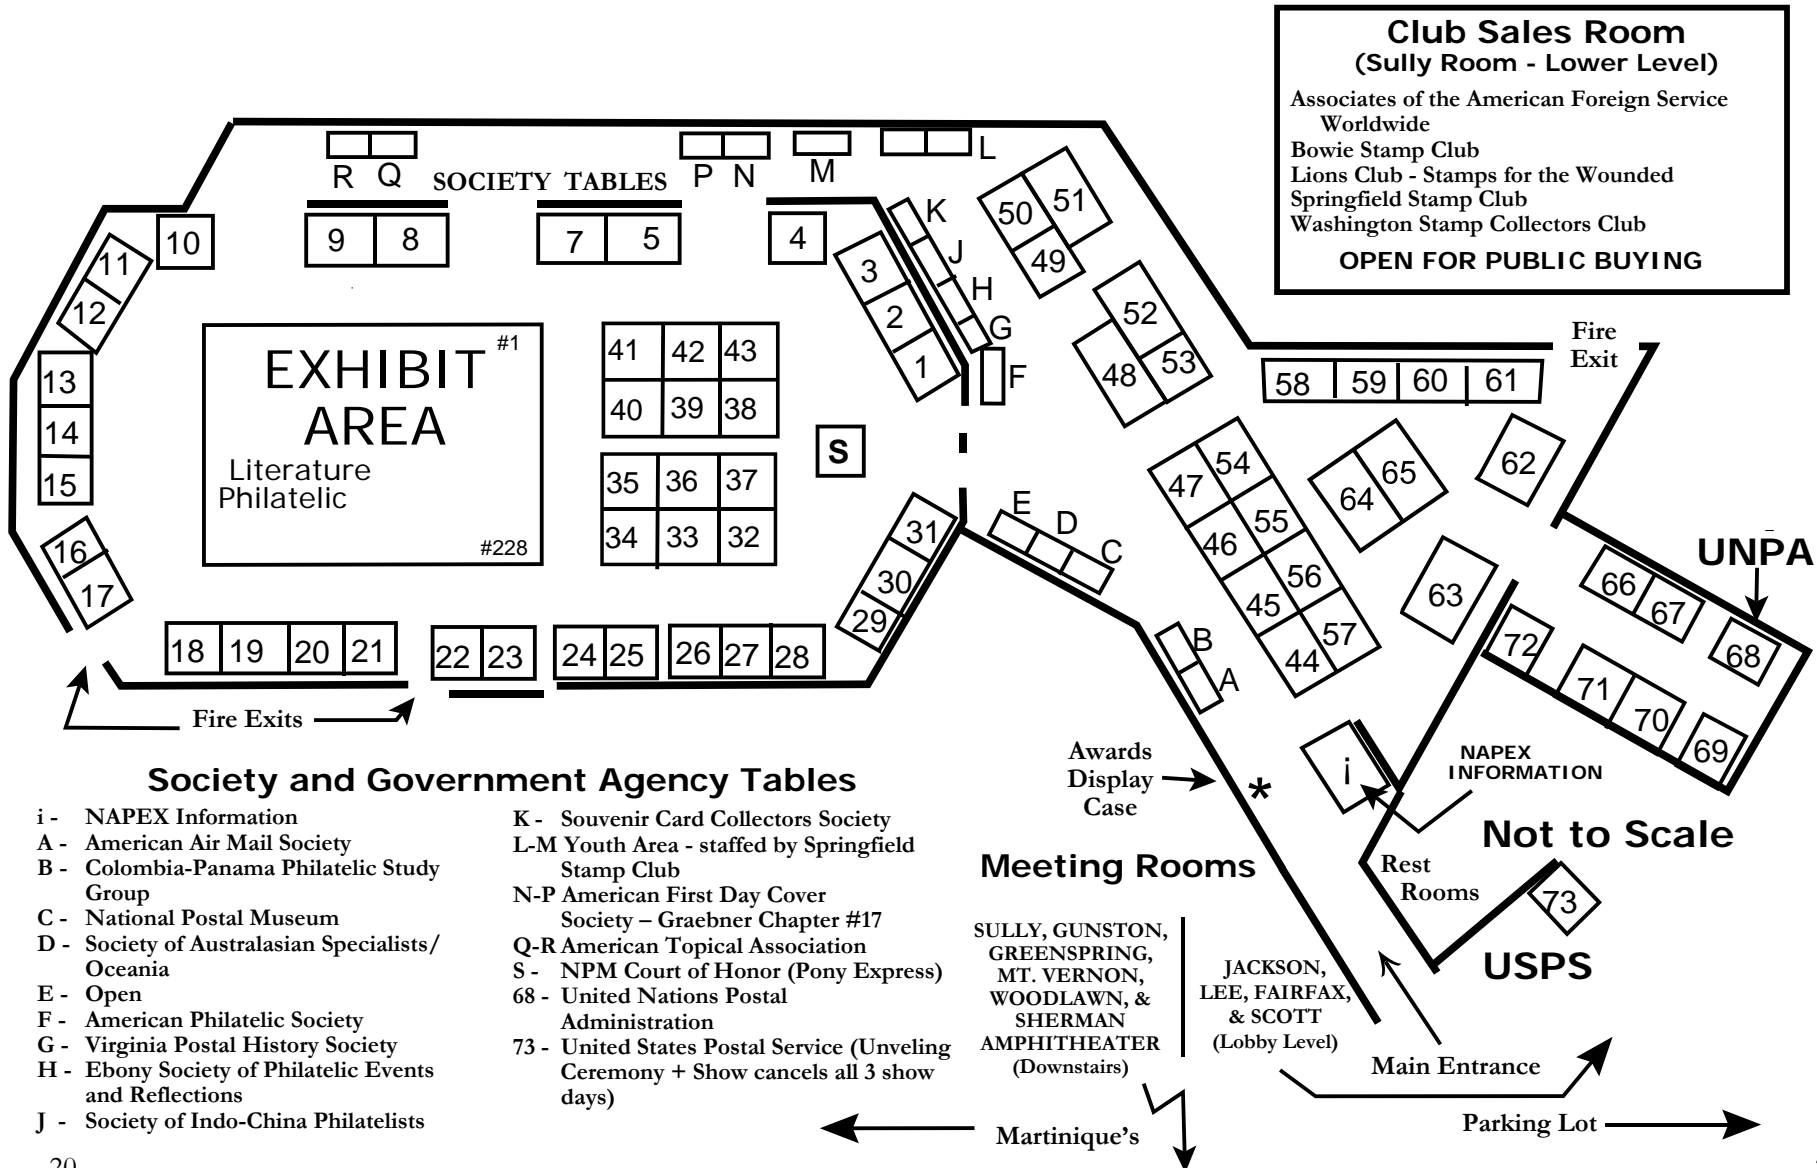 Club Sales Room
(Sully Room - Lower Level)
Associates of the American Foreign Service
Worldwide
Bowie Stamp Club
Lions Club - Stamps for the Wounded
Springfield Stamp Club
Washington Stamp Collectors Club
OPEN FOR PUBLIC BUYING
R Q
SOCIETY TABLES
P N
M
L
K
J
H
G
F
10
9 8
7 5
4
3
2
1
11
12
13
14
15
16
17
EXHIBIT
AREA
#1
Literature
Philatelic
#228
41 42 43
40 39 38
35 36 37
34 33 32
S
31
30
29
18 19 20 21
22 23
24 25
26 27 28
Fire Exits
50 51
49
52
48 53
58 59 60 61
Fire
Exit
62
47 54
46 55
45 56
44 57
64 65
63
E
D
C
B
A
66
67
68
UNPA
72
71
70
69
i
NAPEX
INFORMATION
Awards
Display
Case
*
Not to Scale
Rest
Rooms
73
USPS
Main Entrance
Parking Lot
Society and Government Agency Tables
i - NAPEX Information
A - American Air Mail Society
B - Colombia-Panama Philatelic Study
Group
C - National Postal Museum
D - Society of Australasian Specialists/
Oceania
E - Open
F - American Philatelic Society
G - Virginia Postal History Society
H - Ebony Society of Philatelic Events
and Reflections
J - Society of Indo-China Philatelists
K - Souvenir Card Collectors Society
L-M Youth Area - staffed by Springfield
Stamp Club
N-P American First Day Cover
Society – Graebner Chapter #17
Q-R American Topical Association
S - NPM Court of Honor (Pony Express)
68 - United Nations Postal
Administration
73 - United States Postal Service (Unveling
Ceremony + Show cancels all 3 show
days)
Meeting Rooms
SULLY, GUNSTON,
GREENSPRING,
MT. VERNON,
WOODLAWN, &
SHERMAN
AMPHITHEATER
(Downstairs)
JACKSON,
LEE, FAIRFAX,
& SCOTT
(Lobby Level)
Martinique's
20